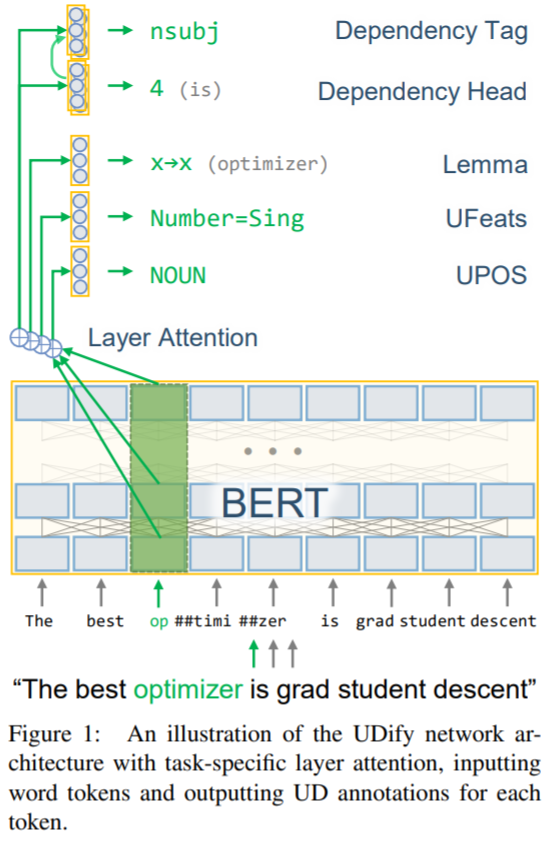 nsubj Dependency Tag
4 (is) Dependency Head
x→x (optimizer) Lemma
Number=Sing UFeats
NOUN UPOS
Layer Attention
• • •
BERT
The best op ##timi ##zer is grad student descent
“The best optimizer is grad student descent”
Figure 1: An illustration of the UDify network ar-
chitecture with task-specific layer attention, inputting
word tokens and outputting UD annotations for each
token.